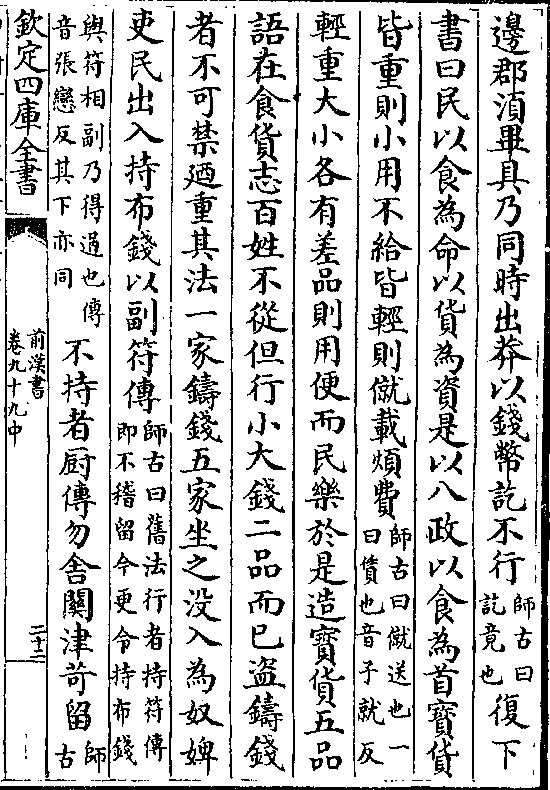 邊郡湏畢具乃同時出莽以錢幣訖不行師古曰訖竟也復下
書曰民以食為命以貨為資是以八政以食為首寳貨
皆重則小用不給皆輕則僦載煩費師古曰僦送也一曰賃也音子就反
輕重大小各有差品則用便而民樂於是造寳貨五品
語在食貨志百姓不從但行小大錢二品而已盜鑄錢
者不可禁廼重其法一家鑄錢五家坐之没入為奴婢
吏民出入持布錢以副符傳師古曰舊法行者持符傳即不稽留今更令持布錢
與符相副乃得過也傳音張戀反其下亦同不持者厨傳勿舍關津苛留師古
欽定四庫全書
前漢書
卷九十九中
二十二